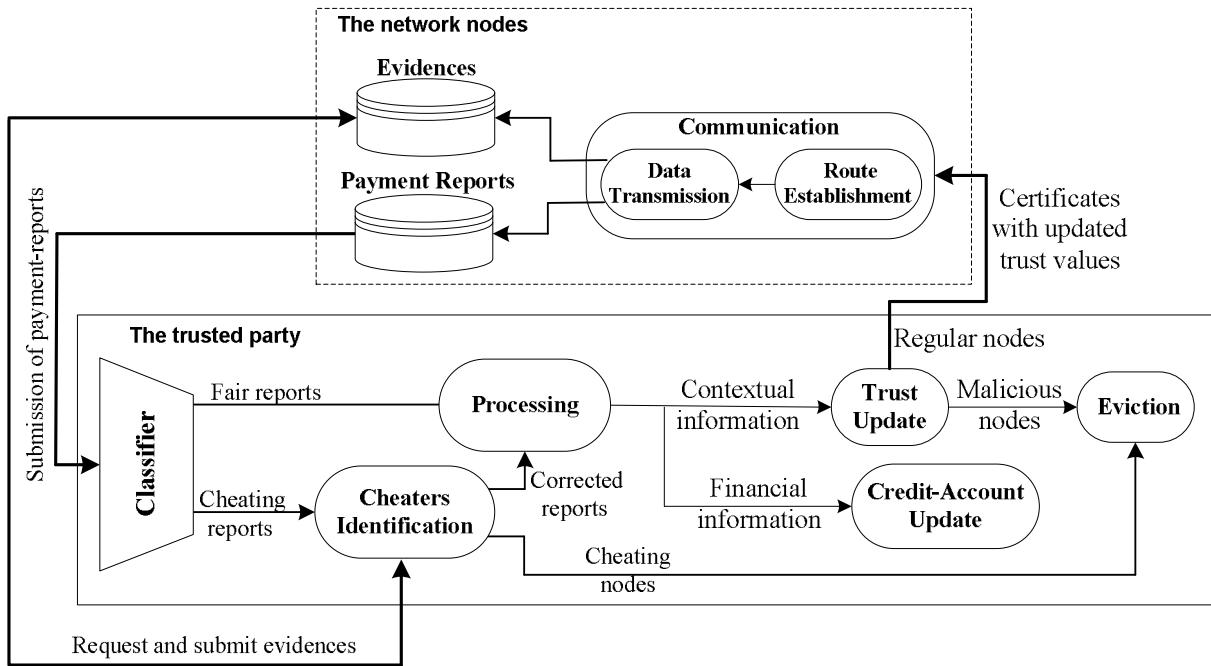 The network nodes
Evidences
Communication
Data
Transmission
Route
Establishment
Payment Reports
Certificates
with updated
trust values
Submission of payment-reports
The trusted party
Regular nodes
Classifier
Fair reports
Processing
Contextual
information
Trust
Update
Malicious
nodes
Eviction
Cheating
reports
Cheaters
Identification
Corrected
reports
Financial
information
Credit-Account
Update
Cheating
nodes
Request and submit evidences